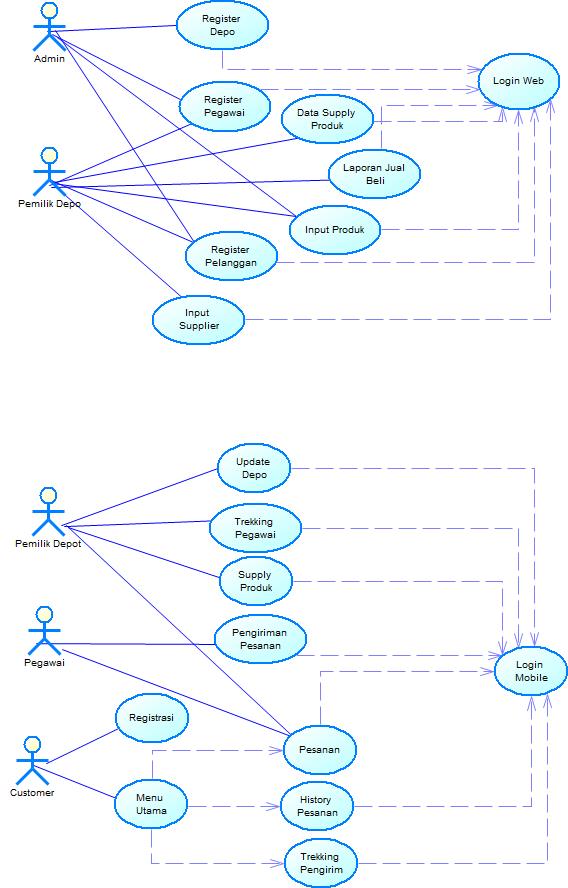 Register
Depo
Admin
Login Web
Register
Pegawai
Data Supply
Produk
Laporan Jual
Beli
Pemilik Depo
Input Produk
Register
Pelanggan
Input
Supplier
Update
Depo
Trekking
Pegawai
Pemilik Depot
Supply
Produk
Pengiriman
Pesanan
Pegawai
Login
Mobile
Registrasi
Pesanan
Customer
Menu
Utama
History
Pesanan
Trekking
Pengirim